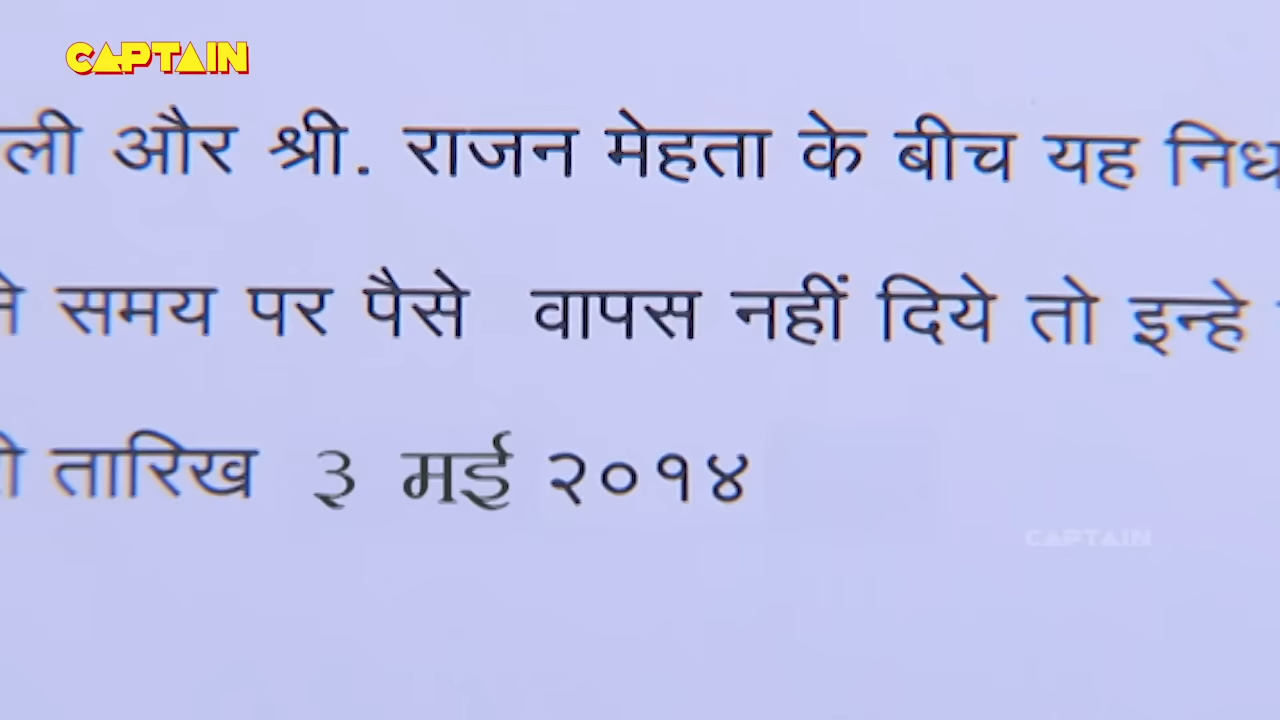 CAPTAIN
ली और श्री. राजन मेहता के बीच यह निध
समय पर पैसे वापस नहीं दिये तो इन्हे
तारिख ३ मई २०१४
CAPTAIN